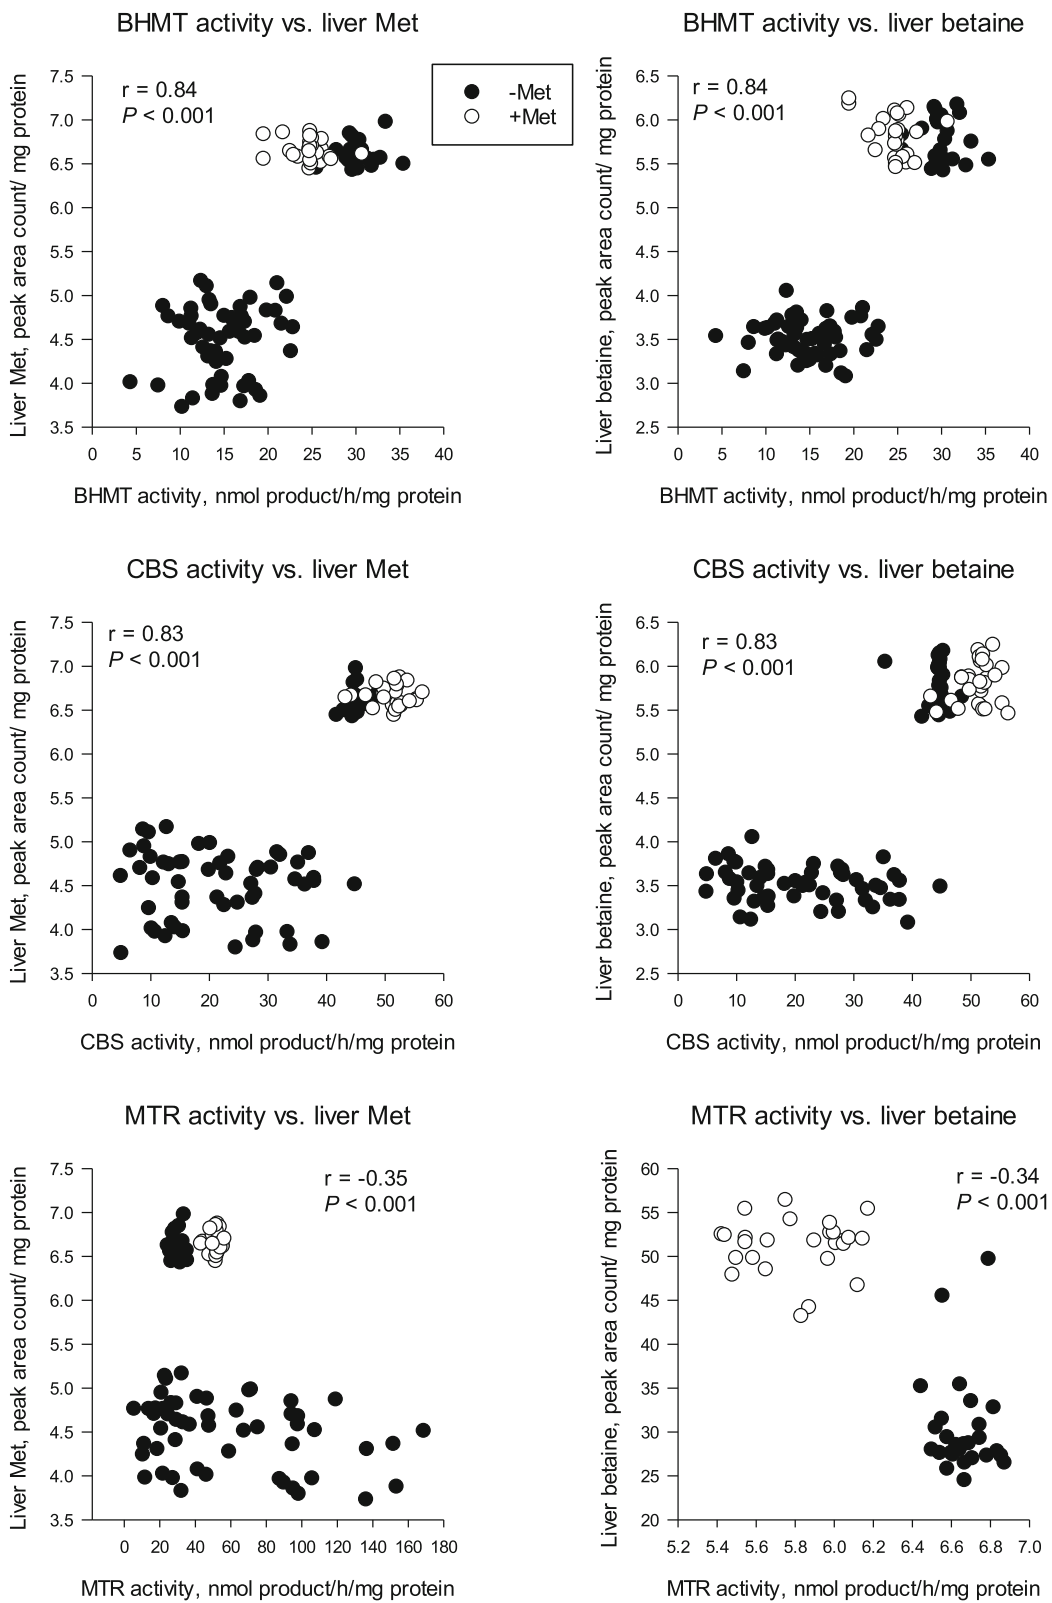 BHMT activity vs. liver Met
r = 0.84
P < 0.001
-Met
+Met
Liver Met, peak area count/ mg protein
7.5
7.0
6.5
6.0
5.5
5.0
4.5
4.0
3.5
0 5 10 15 20 25 30 35 40
BHMT activity, nmol product/h/mg protein
BHMT activity vs. liver betaine
r = 0.84
P < 0.001
Liver betaine, peak area count/ mg protein
6.5
6.0
5.5
5.0
4.5
4.0
3.5
3.0
2.5
0 5 10 15 20 25 30 35 40
BHMT activity, nmol product/h/mg protein
CBS activity vs. liver Met
r = 0.83
P < 0.001
Liver Met, peak area count/ mg protein
7.5
7.0
6.5
6.0
5.5
5.0
4.5
4.0
3.5
0 10 20 30 40 50 60
CBS activity, nmol product/h/mg protein
CBS activity vs. liver betaine
r = 0.83
P < 0.001
Liver betaine, peak area count/ mg protein
6.5
6.0
5.5
5.0
4.5
4.0
3.5
3.0
2.5
0 10 20 30 40 50 60
CBS activity, nmol product/h/mg protein
MTR activity vs. liver Met
r = -0.35
P < 0.001
Liver Met, peak area count/ mg protein
7.5
7.0
6.5
6.0
5.5
5.0
4.5
4.0
3.5
0 20 40 60 80 100 120 140 160 180
MTR activity, nmol product/h/mg protein
MTR activity vs. liver betaine
r = -0.34
P < 0.001
Liver betaine, peak area count/ mg protein
60
55
50
45
40
35
30
25
20
5.2 5.4 5.6 5.8 6.0 6.2 6.4 6.6 6.8 7.0
MTR activity, nmol product/h/mg protein